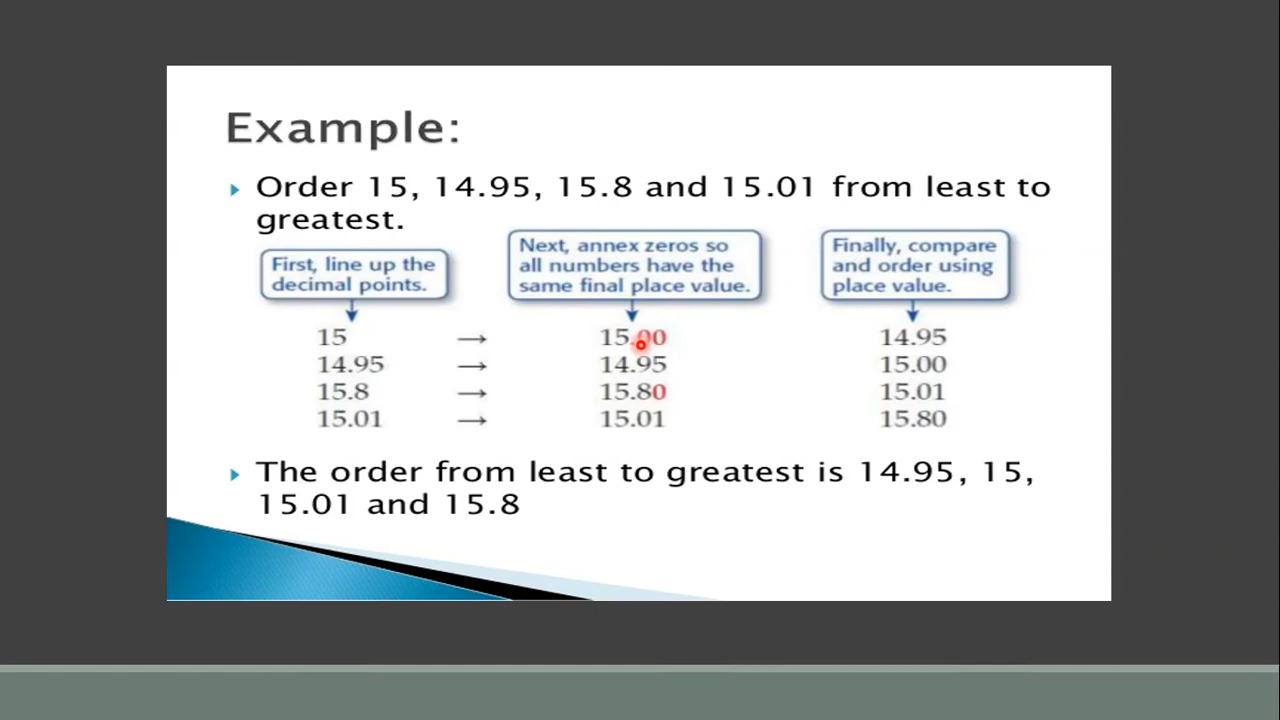 Example:
Order 15, 14.95, 15.8 and 15.01 from least to
greatest.
First, line up the
decimal points.
Next, annex zeros so
all numbers have the
same final place value.
Finally, compare
and order using
place value.
15 → 15.00 14.95
14.95 → 14.95 15.00
15.8 → 15.80 15.01
15.01 → 15.01 15.80
The order from least to greatest is 14.95, 15,
15.01 and 15.8